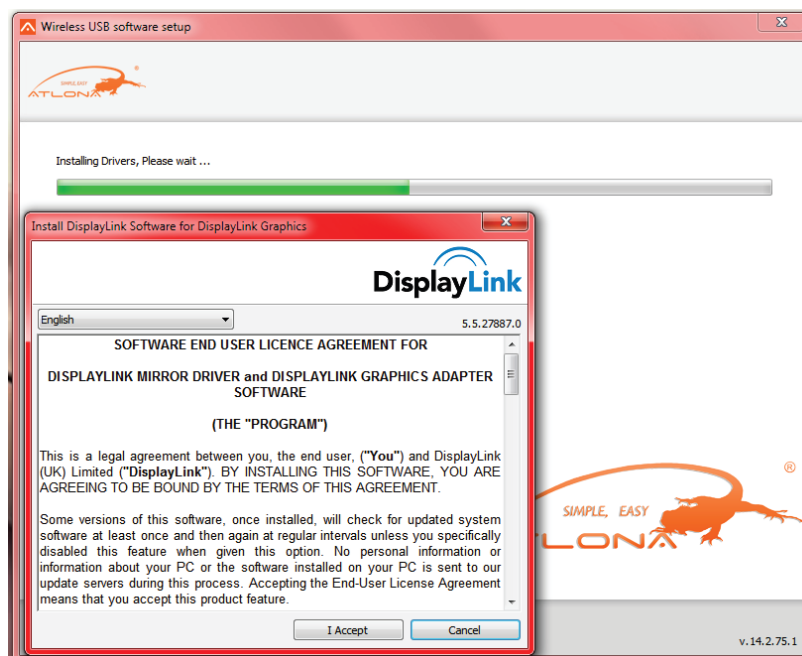 Wireless USB software setup
SIMPLE, EASY
ATLONA
®
Installing Drivers, Please wait ...
Install DisplayLink Software for DisplayLink Graphics
DisplayLink
English
5.5.27887.0
SOFTWARE END USER LICENCE AGREEMENT FOR
DISPLAYLINK MIRROR DRIVER and DISPLAYLINK GRAPHICS ADAPTER
SOFTWARE
(THE "PROGRAM")
This is a legal agreement between you, the end user, ("You") and DisplayLink
(UK) Limited ("DisplayLink"). BY INSTALLING THIS SOFTWARE, YOU ARE
AGREEING TO BE BOUND BY THE TERMS OF THIS AGREEMENT.
Some versions of this software, once installed, will check for updated system
software at least once and then again at regular intervals unless you specifically
disabled this feature when given this option. No personal information or
information about your PC or the software installed on your PC is sent to our
update servers during this process. Accepting the End-User License Agreement
means that you accept this product feature.
I Accept
Cancel
®
SIMPLE, EASY
LONA
v.14.2.75.1